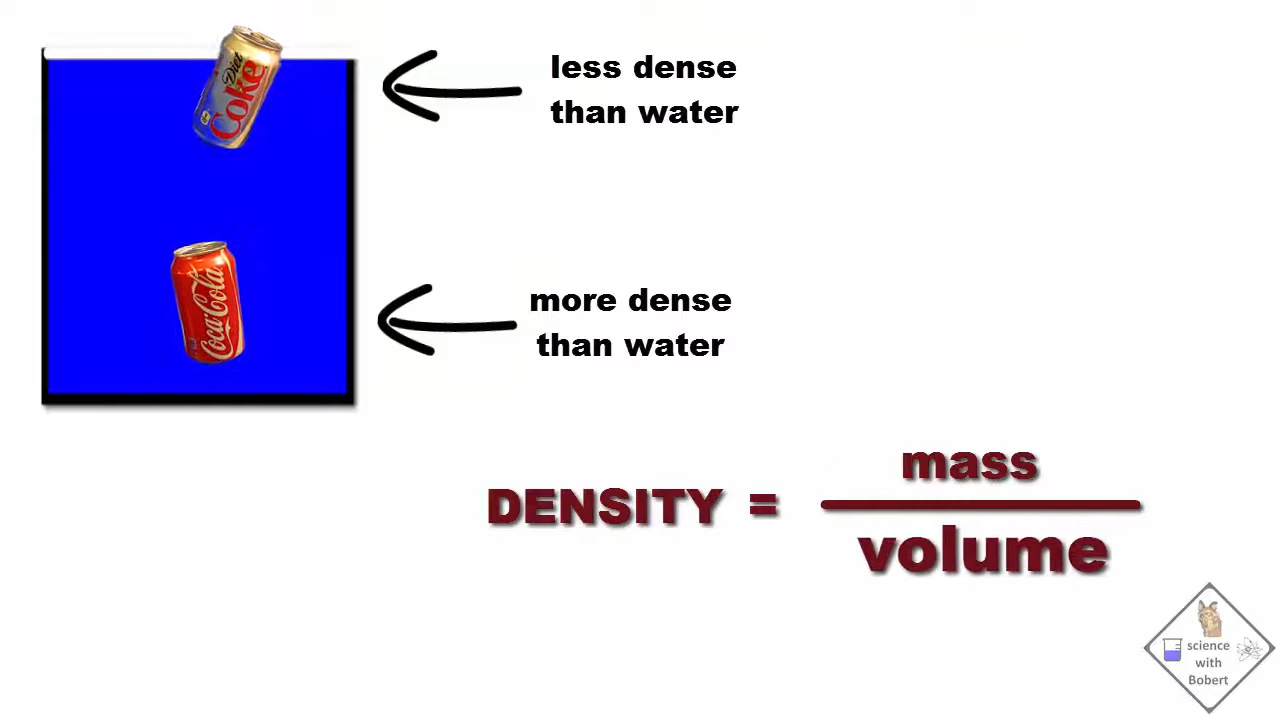 Diet
Coke
less dense
than water
Coca-Cola
more dense
than water
DENSITY =
mass
volume
science
with
Bobert